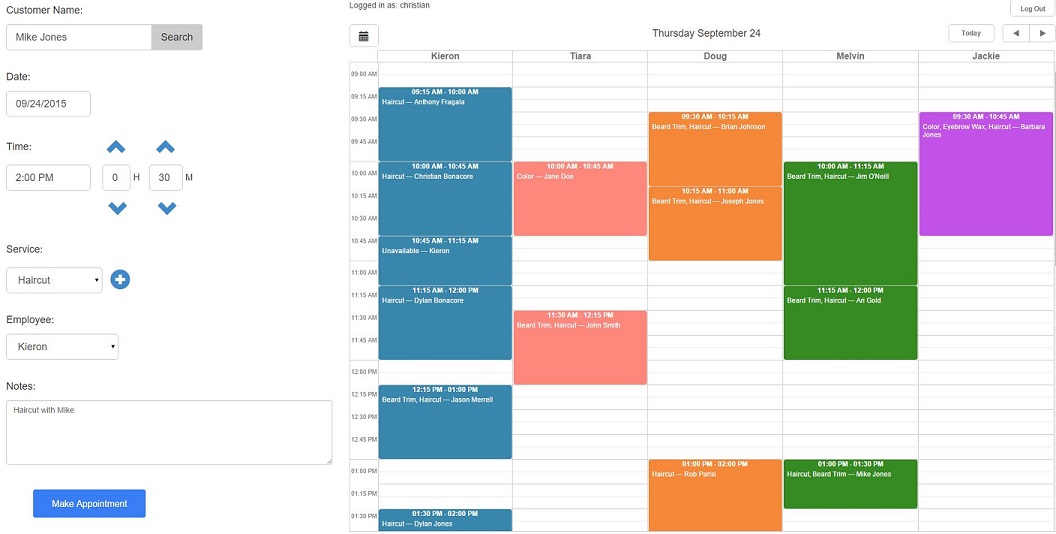 Customer Name:
Mike Jones
Search
Date:
09/24/2015
Time:
2:00 PM
0 H
30 M
Service:
Haircut
Employee:
Kieron
Notes:
Haircut with Mike
Make Appointment
Logged in as: christian
Log Out
Thursday September 24
Today
Kieron
Tiara
Doug
Melvin
Jackie
09:00 AM
09:15 AM
09:30 AM
09:45 AM
10:00 AM
10:15 AM
10:30 AM
10:45 AM
11:00 AM
11:15 AM
11:30 AM
11:45 AM
12:00 PM
12:15 PM
12:30 PM
12:45 PM
01:00 PM
01:15 PM
01:30 PM
09:15 AM - 10:00 AM
Haircut — Anthony Fragala
10:00 AM - 10:45 AM
Haircut — Christian Bonacore
10:45 AM - 11:15 AM
Unavailable — Kieron
11:15 AM - 12:00 PM
Haircut — Dylan Bonacore
12:15 PM - 01:00 PM
Beard Trim, Haircut — Jason Merrell
01:30 PM - 02:00 PM
Haircut — Dylan Jones
10:00 AM - 10:45 AM
Color — Jane Doe
11:30 AM - 12:15 PM
Beard Trim, Haircut — John Smith
09:30 AM - 10:15 AM
Beard Trim, Haircut — Brian Johnson
10:15 AM - 11:00 AM
Beard Trim, Haircut — Joseph Jones
01:00 PM - 02:00 PM
Haircut — Rob Parisi
10:00 AM - 11:15 AM
Beard Trim, Haircut — Jim O'Neill
11:15 AM - 12:00 PM
Beard Trim, Haircut — Ari Gold
01:00 PM - 01:30 PM
Haircut, Beard Trim — Mike Jones
09:30 AM - 10:45 AM
Color, Eyebrow Wax, Haircut — Barbara
Jones